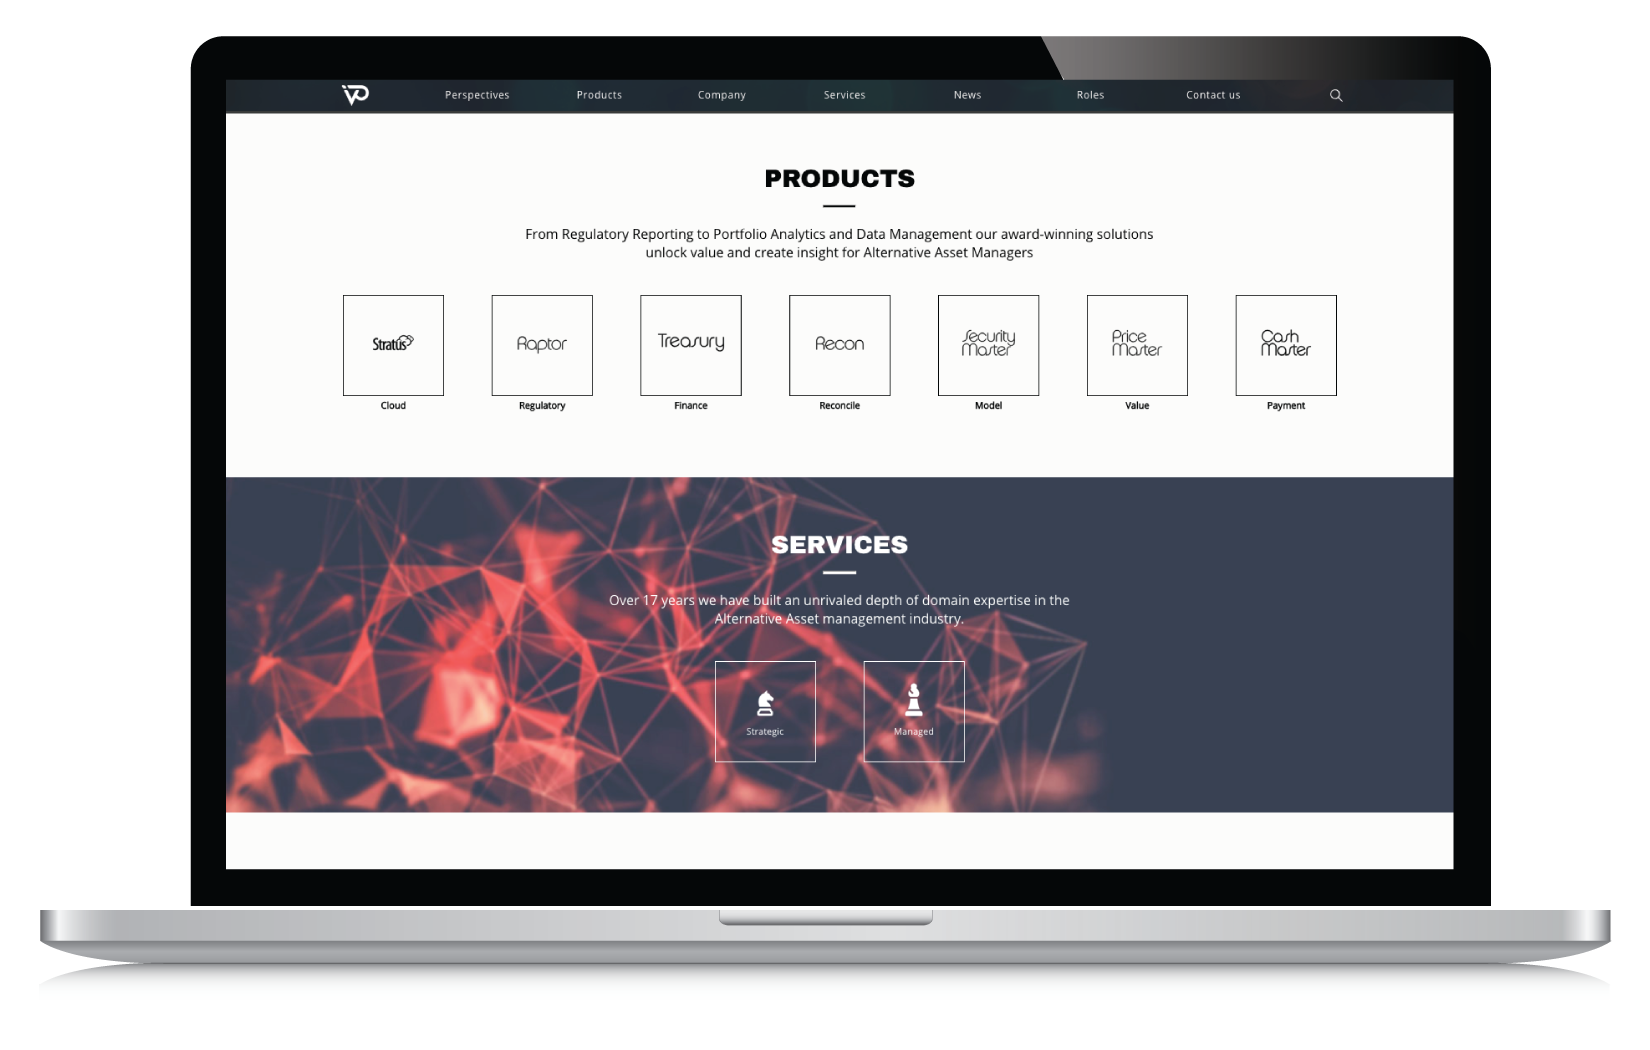 Perspectives Products Company Services News Roles Contact us
PRODUCTS
From Regulatory Reporting to Portfolio Analytics and Data Management our award-winning solutions
unlock value and create insight for Alternative Asset Managers
Stratus
Raptor
Treasury
Recon
Security
Master
Price
Master
Cash
Master
Cloud
Regulatory
Finance
Reconcile
Model
Value
Payment
SERVICES
Over 17 years we have built an unrivaled depth of domain expertise in the
Alternative Asset management industry.
Strategic
Managed